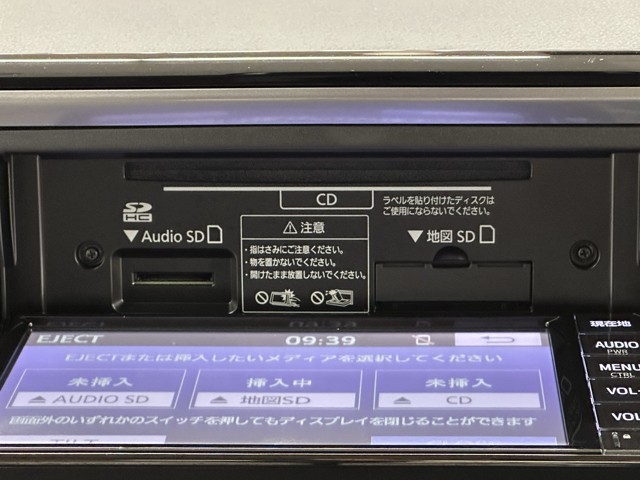 CD
ラベルを貼り付けたディスクは
ご使用にならないでください。
SD
HC
▼Audio SD
⚠注意
・指はさみにご注意ください。
・物を置かないでください。
・開けたまま放置しないでください。
▼地図 SD
EJECT
09:39
EJECTまたは挿入したいメディアを選択してください
未挿入
挿入中
未挿入
AUDIO SD
地図SD
CD
画面外のいずれかのスイッチを押してもディスプレイを閉じることができます
TILT
現在地
AUDIO
PWR
MENU
CTRL
VOL+
VOL